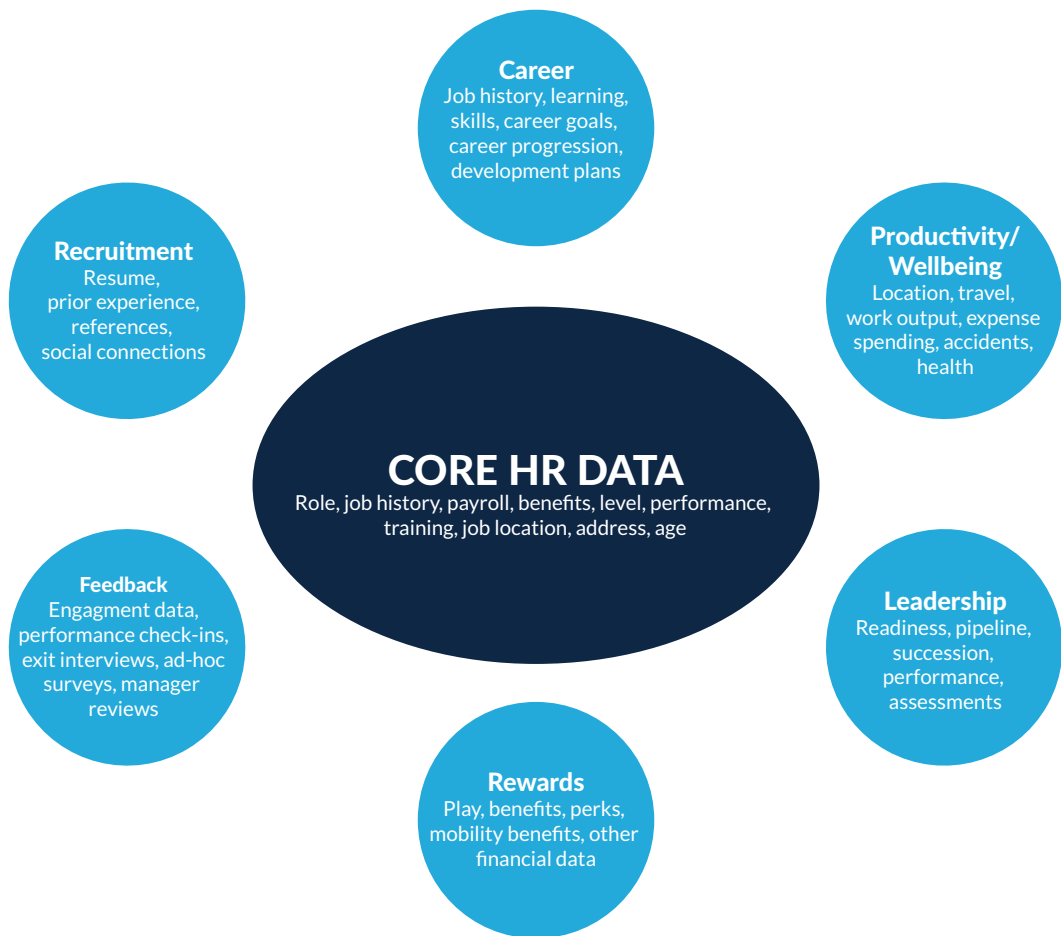 Career
Job history, learning,
skills, career goals,
career progression,
development plans
Recruitment
Resume,
prior experience,
references,
social connections
Productivity/
Wellbeing
Location, travel,
work output, expense
spending, accidents,
health
CORE HR DATA
Role, job history, payroll, benefits, level, performance,
training, job location, address, age
Feedback
Engagment data,
performance check-ins,
exit interviews, ad-hoc
surveys, manager
reviews
Leadership
Readiness, pipeline,
succession,
performance,
assessments
Rewards
Play, benefits, perks,
mobility benefits, other
financial data